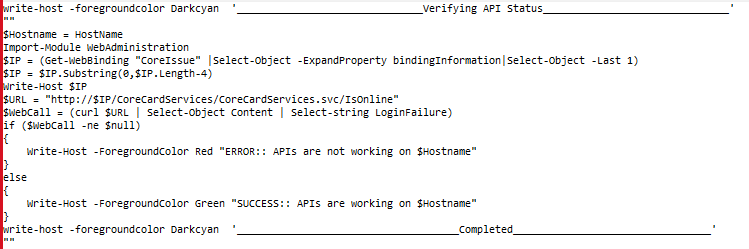 write-host -foregroundcolor Darkcyan  '______________________________Verifying API Status______________________________'
""
$Hostname = HostName
Import-Module WebAdministration
$IP = (Get-WebBinding "CoreIssue" |Select-Object -ExpandProperty bindingInformation|Select-Object -Last 1)
$IP = $IP.Substring(0,$IP.Length-4)
Write-Host $IP
$URL = "http://$IP/CoreCardServices/CoreCardServices.svc/IsOnline"
$WebCall = (curl $URL | Select-Object Content | Select-string LoginFailure)
if ($WebCall -ne $null)
{
    Write-Host -ForegroundColor Red "ERROR:: APIs are not working on $Hostname"
}
else
{
    Write-Host -ForegroundColor Green "SUCCESS:: APIs are working on $Hostname"
}
write-host -foregroundcolor Darkcyan  '____________________________________Completed________________________________'
""